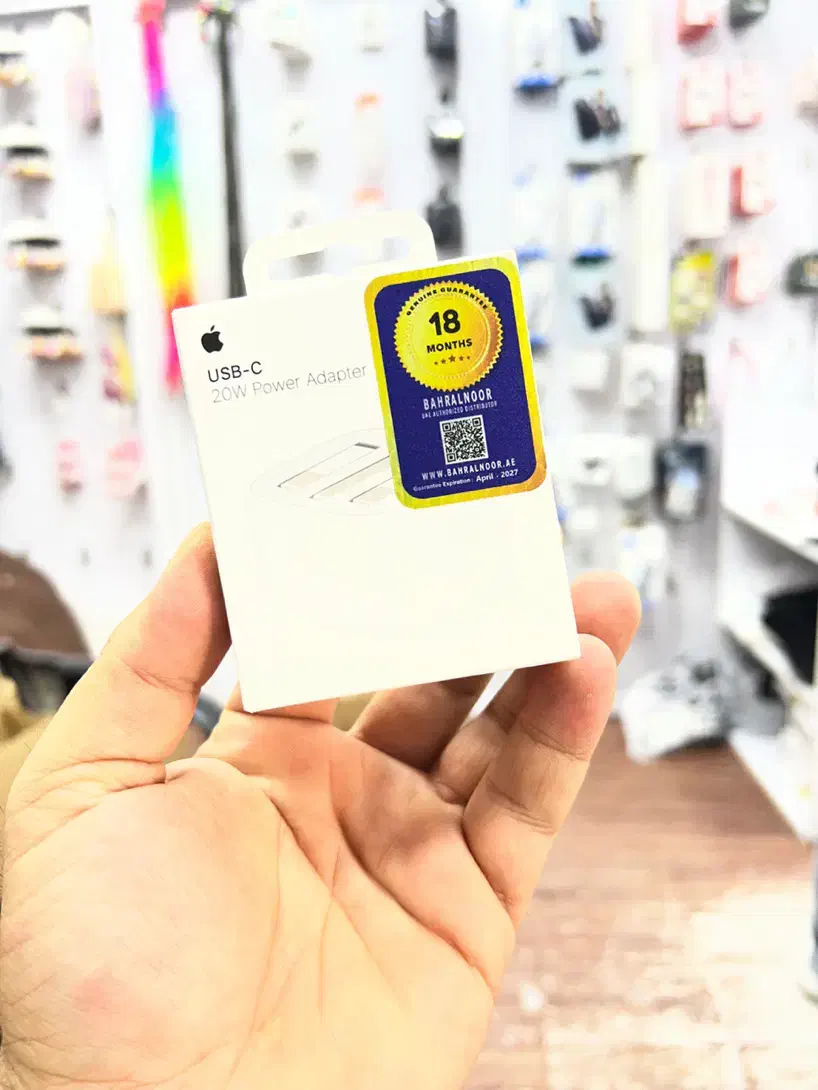 USB-C
20W Power Adapter
GENUINE GUARANTEE
18
MONTHS
BAHRALNOOR
UAE AUTHORIZED DISTRIBUTOR
WWW.BAHRALNOOR.AE
Guarantee Expiration : April - 2027